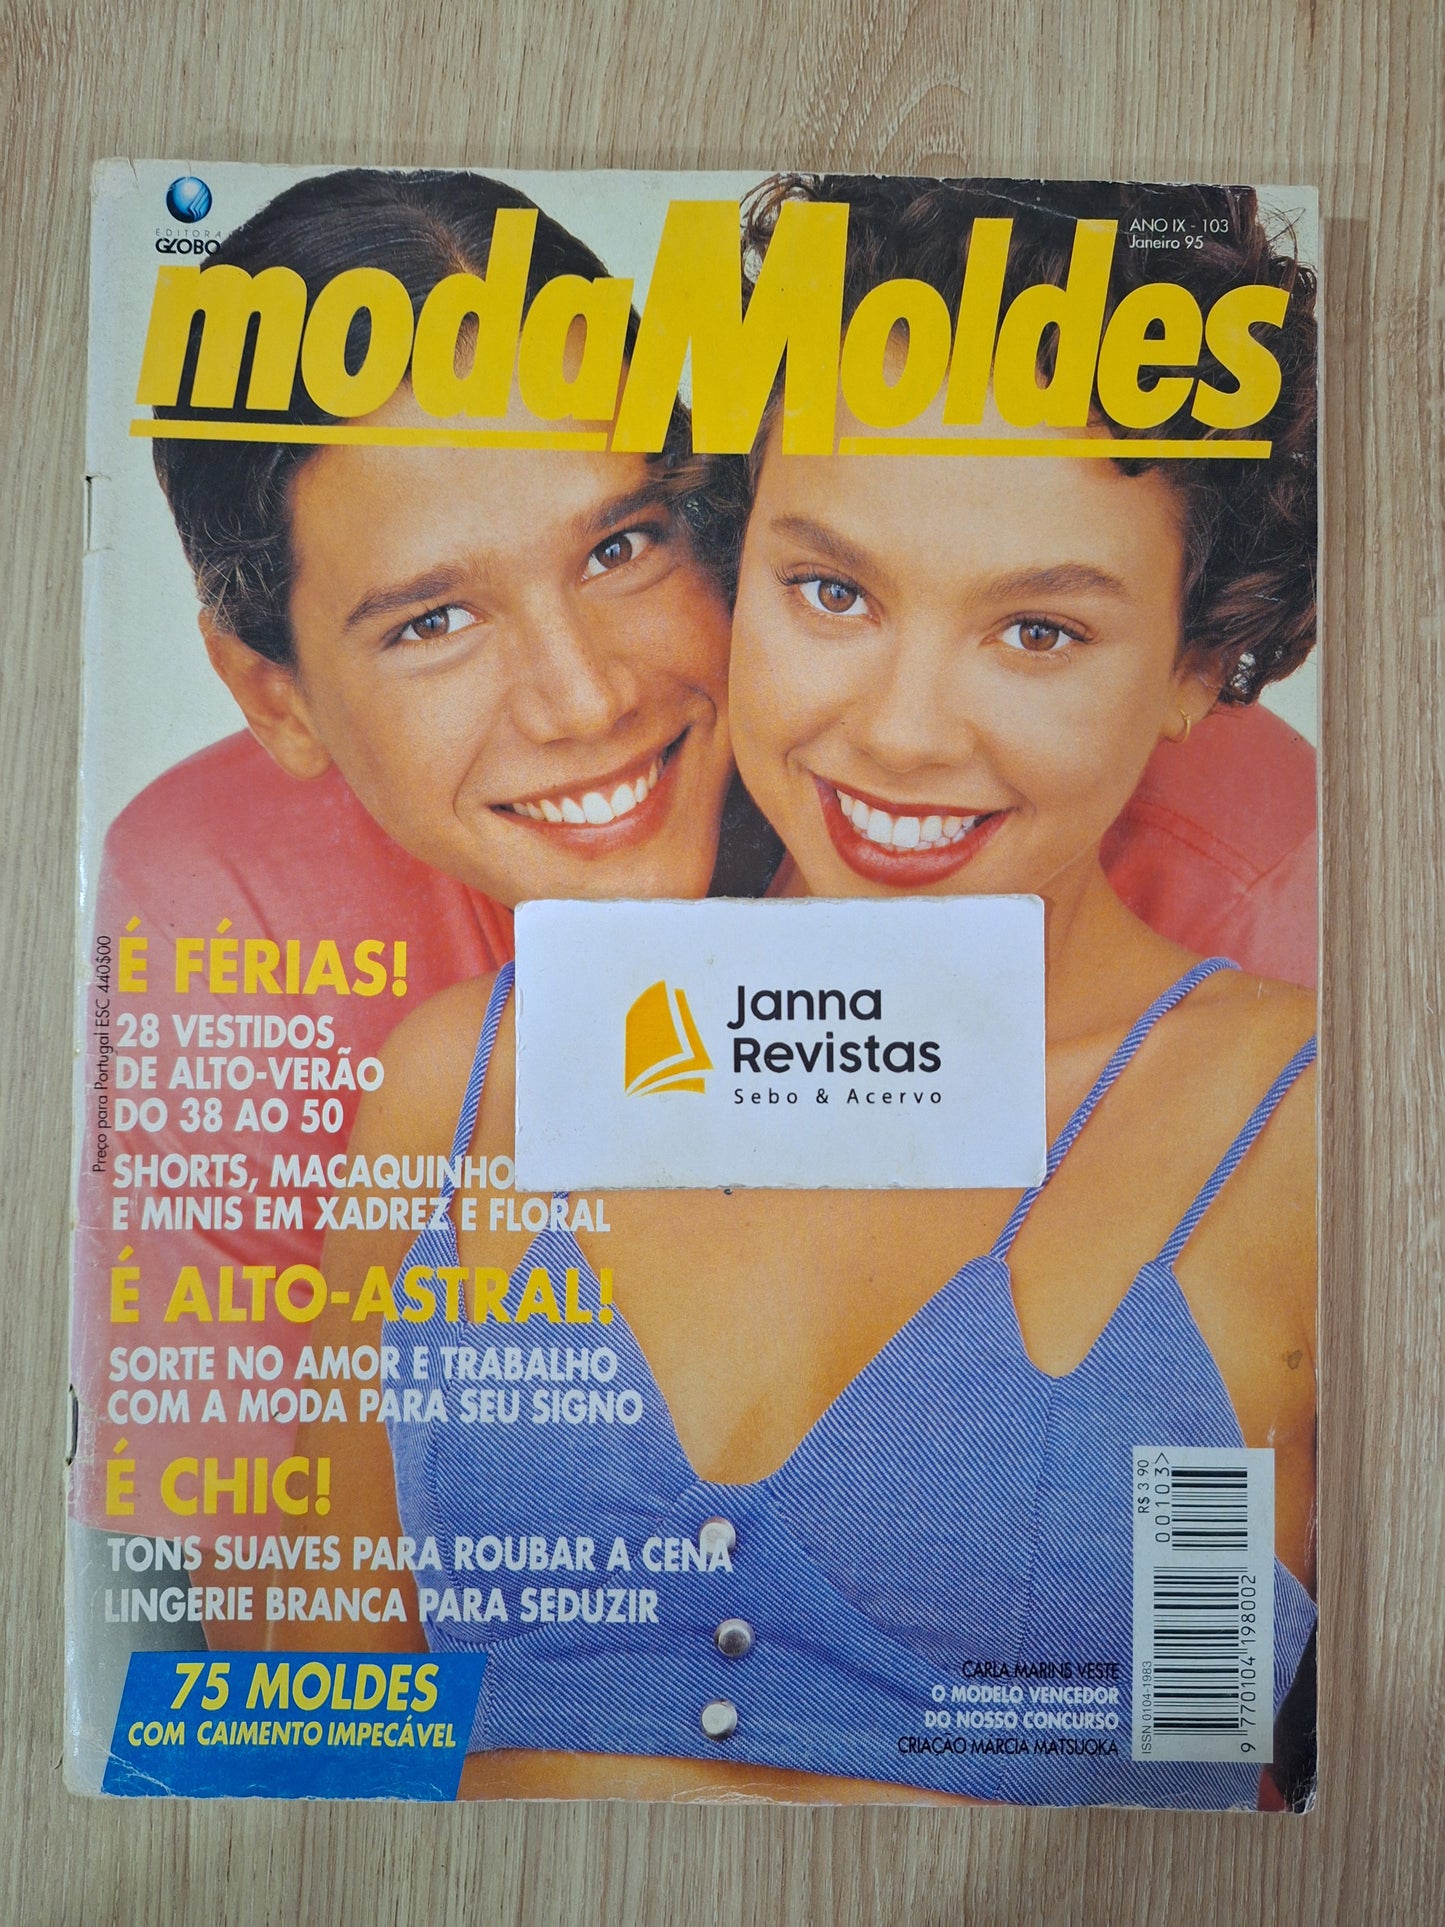 EDITORA
GLOBO
modaMoldes
ANO IX - 103
Janeiro 95
É FÉRIAS!
28 VESTIDOS
DE ALTO-VERÃO
DO 38 AO 50
SHORTS, MACAQUINHO
E MINIS EM XADREZ E FLORAL
É ALTO-ASTRAL!
SORTE NO AMOR E TRABALHO
COM A MODA PARA SEU SIGNO
É CHIC!
TONS SUAVES PARA ROUBAR A CENA
LINGERIE BRANCA PARA SEDUZIR
75 MOLDES
COM CAIMENTO IMPECÁVEL
Preço para Portugal ESC 440$00
Janna
Revistas
Sebo & Acervo
CARLA MARINS VESTE
O MODELO VENCEDOR
DO NOSSO CONCURSO
CRIAÇÃO MARCIA MATSUOKA
R$ 3 90
00103>
ISSN 0104-1983
9 770104 198002